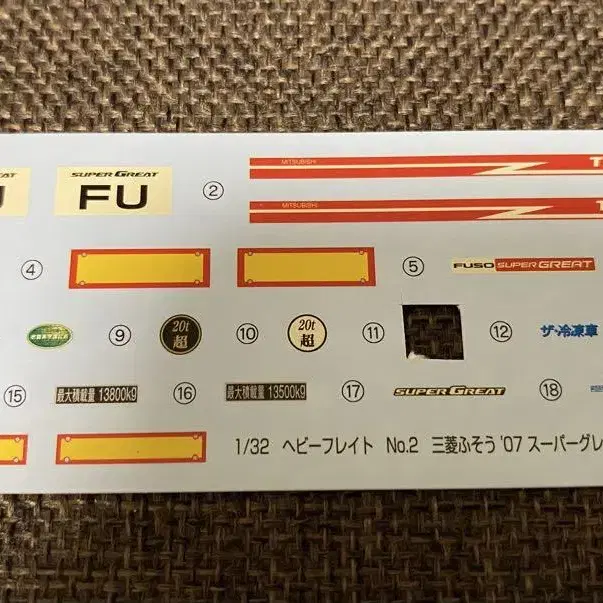 SUPER GREAT
FU
②
MITSUBISHI
MITSUBISHI
④
⑤
FUSO SUPER GREAT
⑨
20t
超
⑩
20t
超
⑪
⑫
ザ・冷凍車
⑮
最大積載量 13800kg
⑯
最大積載量 13500kg
⑰
SUPER GREAT
⑱
1/32 ヘビーフレイト No.2 三菱ふそう '07 スーパーグレ